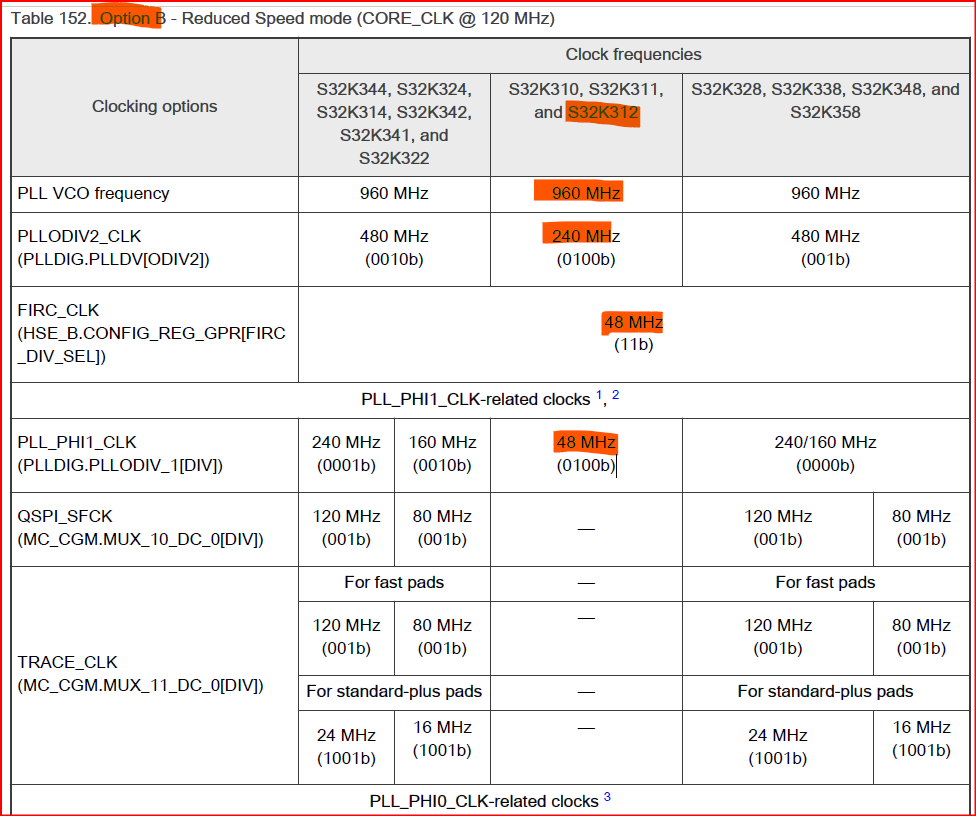 Table 152. Option B - Reduced Speed mode (CORE_CLK @ 120 MHz)
Clocking options
Clock frequencies
S32K344, S32K324,
S32K314, S32K342,
S32K341, and
S32K322
S32K310, S32K311,
and S32K312
S32K328, S32K338, S32K348, and
S32K358
PLL VCO frequency
960 MHz
960 MHz
960 MHz
PLLODIV2_CLK
(PLLDIG.PLLDV[ODIV2])
480 MHz
(0010b)
240 MHz
(0100b)
480 MHz
(001b)
FIRC_CLK
(HSE_B.CONFIG_REG_GPR[FIRC
_DIV_SEL])
48 MHz
(11b)
PLL_PHI1_CLK-related clocks 1, 2
PLL_PHI1_CLK
(PLLDIG.PLLODIV_1[DIV])
240 MHz
(0001b)
160 MHz
(0010b)
48 MHz
(0100b)
240/160 MHz
(0000b)
QSPI_SFCK
(MC_CGM.MUX_10_DC_0[DIV])
120 MHz
(001b)
80 MHz
(001b)
—
120 MHz
(001b)
80 MHz
(001b)
TRACE_CLK
(MC_CGM.MUX_11_DC_0[DIV])
For fast pads
—
For fast pads
120 MHz
(001b)
80 MHz
(001b)
—
120 MHz
(001b)
80 MHz
(001b)
For standard-plus pads
—
For standard-plus pads
24 MHz
(1001b)
16 MHz
(1001b)
—
24 MHz
(1001b)
16 MHz
(1001b)
PLL_PHI0_CLK-related clocks 3